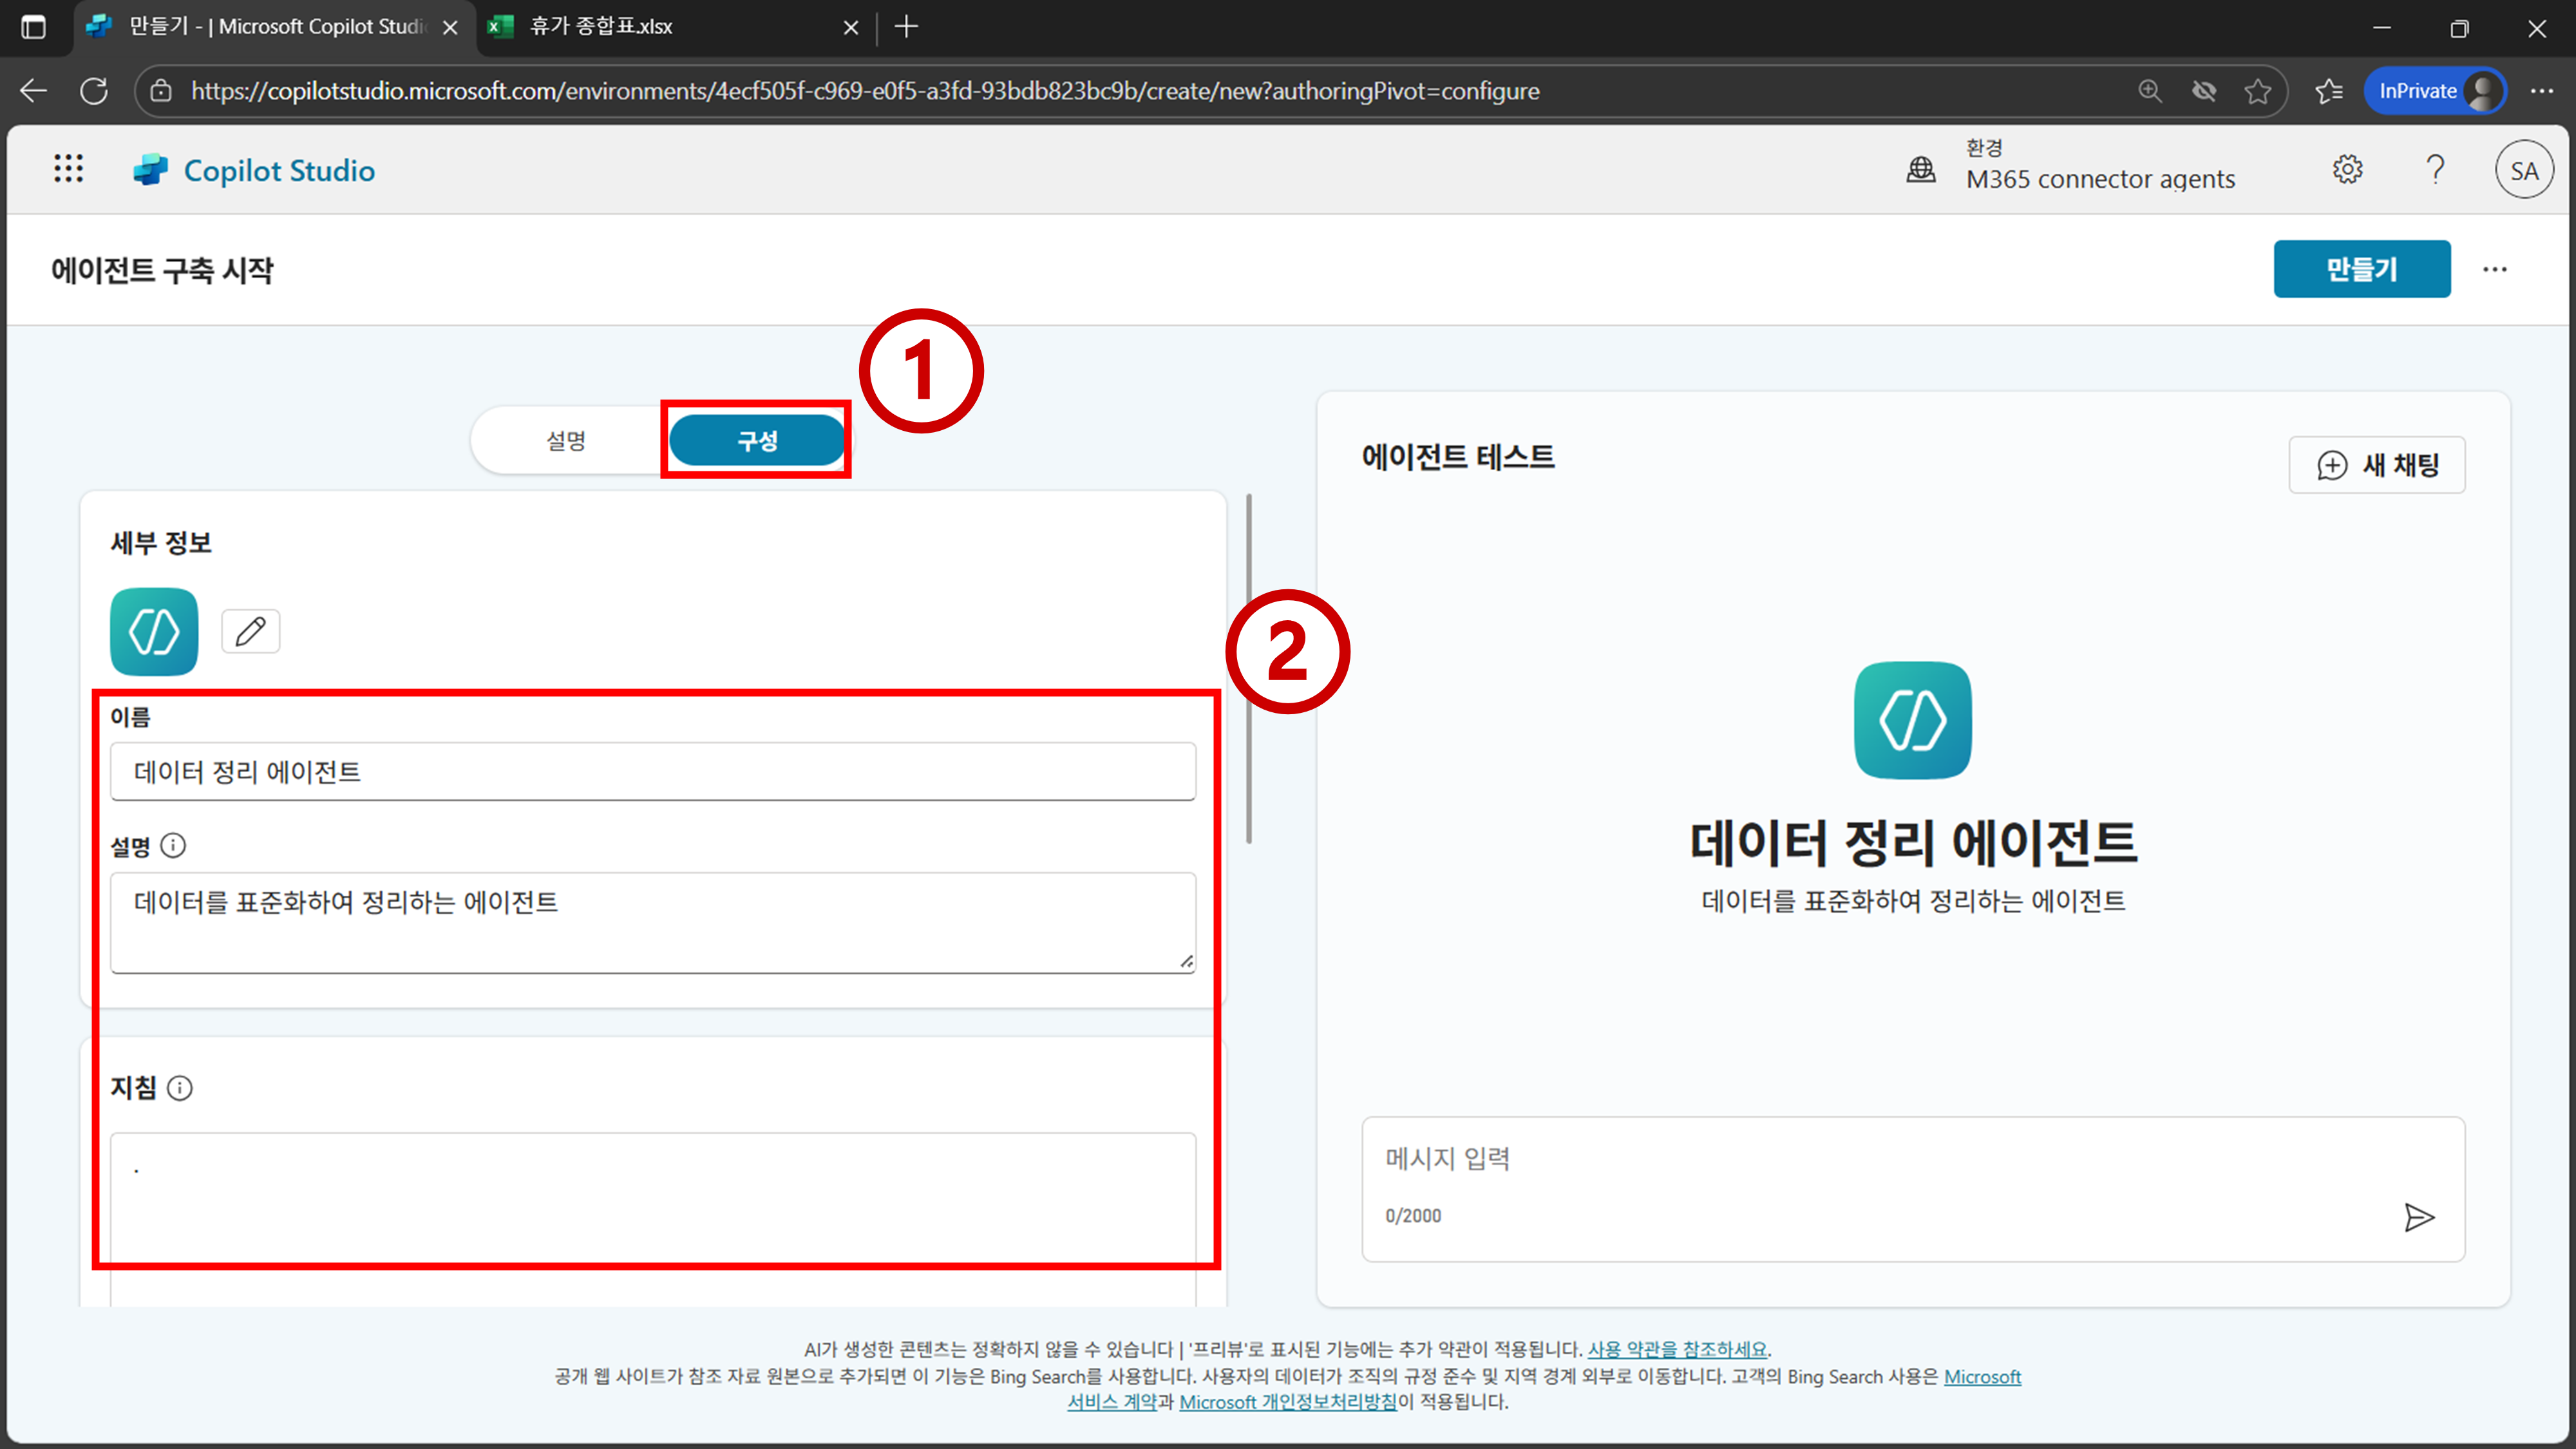 만들기 - | Microsoft Copilot Studi
휴가 종합표.xlsx
https://copilotstudio.microsoft.com/environments/4ecf505f-c969-e0f5-a3fd-93bdb823bc9b/create/new?authoringPivot=configure
InPrivate
Copilot Studio
환경
M365 connector agents
SA
에이전트 구축 시작
만들기
1
설명
구성
세부 정보
2
이름
데이터 정리 에이전트
설명
데이터를 표준화하여 정리하는 에이전트
지침
.
에이전트 테스트
새 채팅
데이터 정리 에이전트
데이터를 표준화하여 정리하는 에이전트
메시지 입력
0/2000
AI가 생성한 콘텐츠는 정확하지 않을 수 있습니다 | '프리뷰'로 표시된 기능에는 추가 약관이 적용됩니다. 사용 약관을 참조하세요.
공개 웹 사이트가 참조 자료 원본으로 추가되면 이 기능은 Bing Search를 사용합니다. 사용자의 데이터가 조직의 규정 준수 및 지역 경계 외부로 이동합니다. 고객의 Bing Search 사용은 Microsoft
서비스 계약과 Microsoft 개인정보처리방침이 적용됩니다.